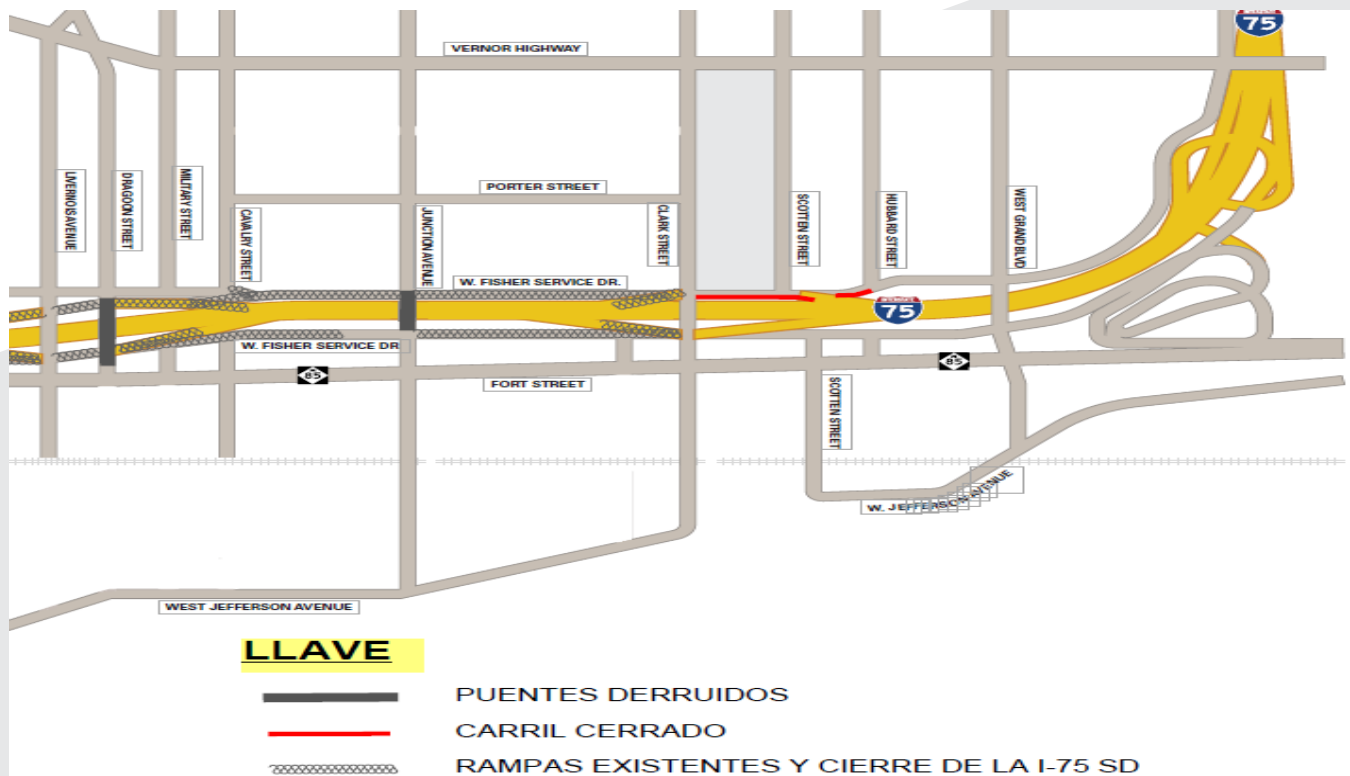 75
VERNOR HIGHWAY
LIVERNOIS AVENUE
DRAGOON STREET
MILITARY STREET
PORTER STREET
CAVALRY STREET
JUNCTION AVENUE
CLARK STREET
SCOTTEN STREET
HUBBARD STREET
WEST GRAND BLVD
W. FISHER SERVICE DR.
75
W. FISHER SERVICE DR
85
85
FORT STREET
SCOTTEN STREET
W. JEFFERSON AVENUE
WEST JEFFERSON AVENUE
LLAVE
PUENTES DERRUIDOS
CARRIL CERRADO
RAMPAS EXISTENTES Y CIERRE DE LA I-75 SD